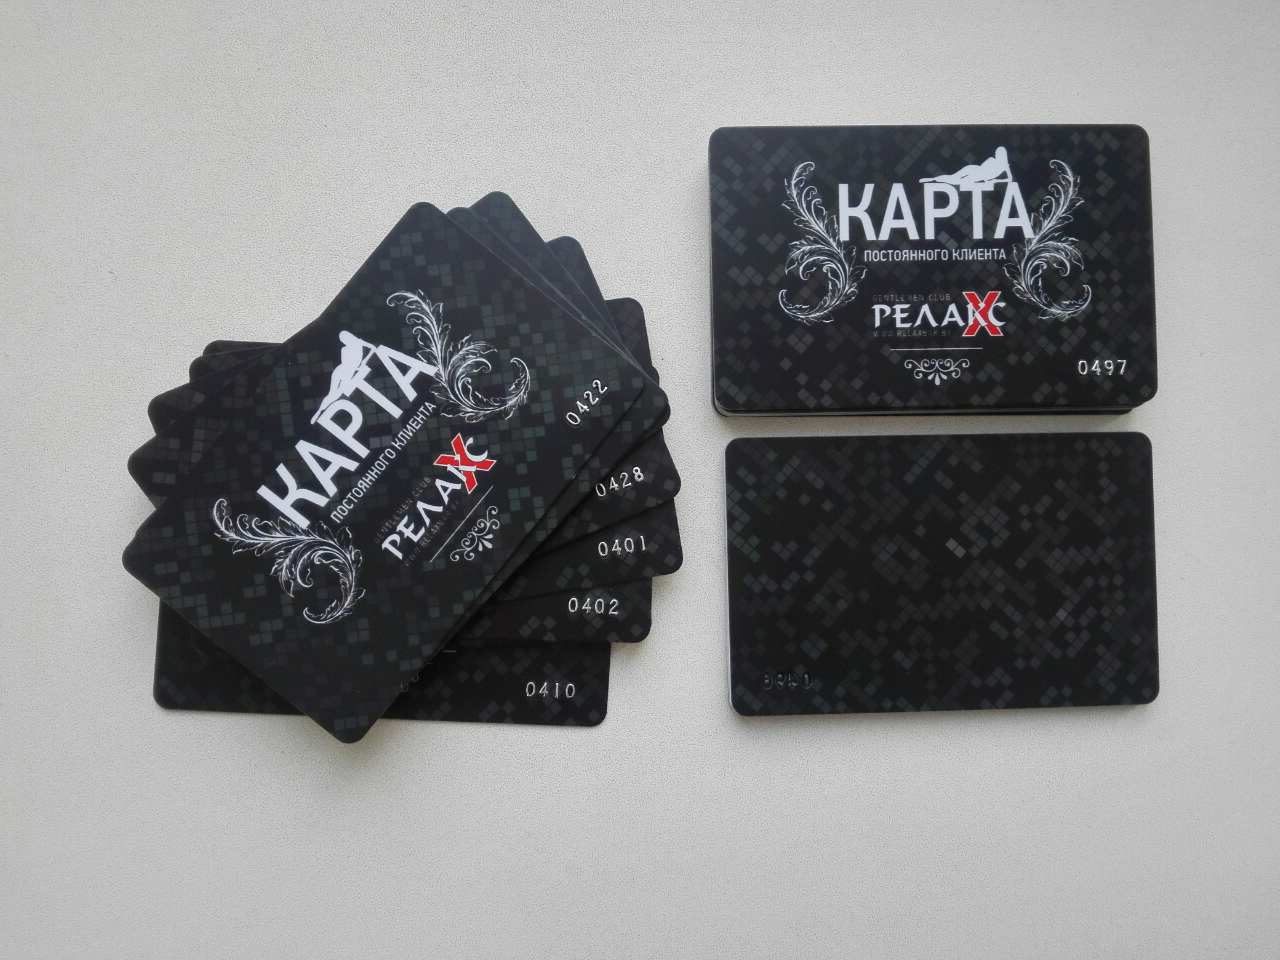 КАРТА
ПОСТОЯННОГО КЛИЕНТА
GENTLEMEN CLUB
РЕЛАКС
0422
0428
0401
0402
0410
КАРТА
ПОСТОЯННОГО КЛИЕНТА
GENTLEMEN CLUB
РЕЛАКС
0497